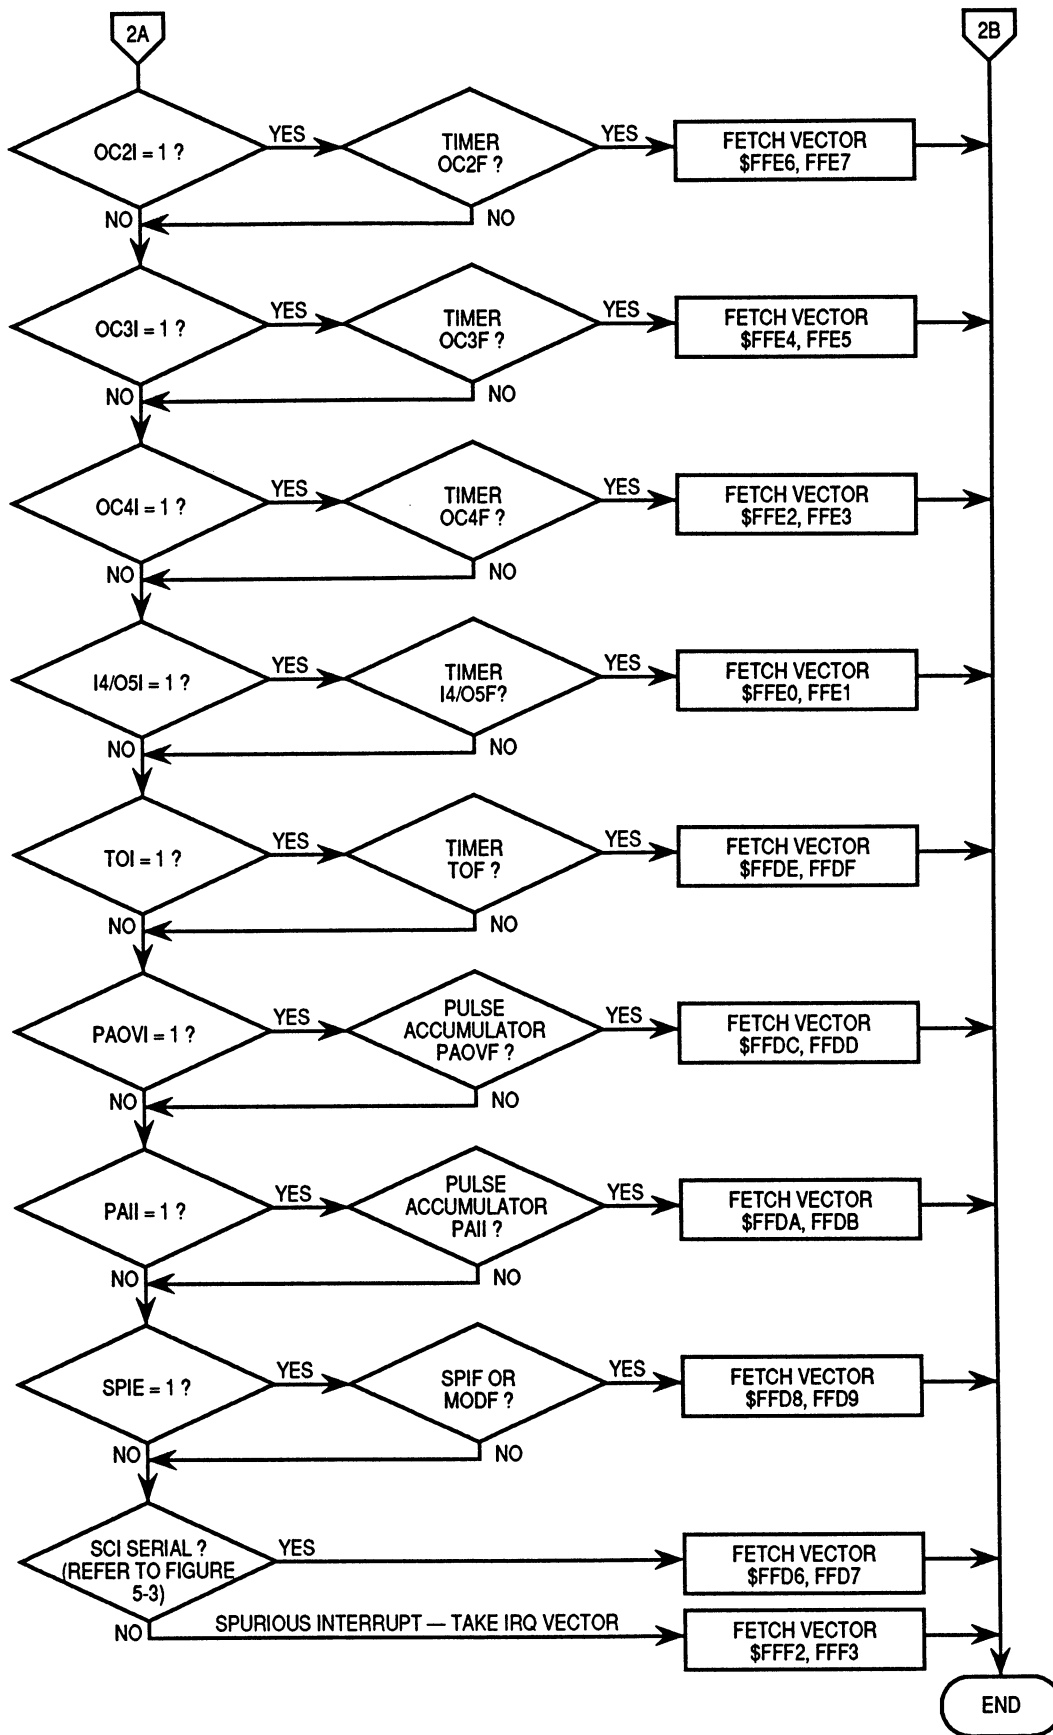 2A
2B
OC2I = 1 ?
YES
TIMER
OC2F ?
YES
FETCH VECTOR
$FFE6, FFE7
NO
NO
OC3I = 1 ?
YES
TIMER
OC3F ?
YES
FETCH VECTOR
$FFE4, FFE5
NO
NO
OC4I = 1 ?
YES
TIMER
OC4F ?
YES
FETCH VECTOR
$FFE2, FFE3
NO
NO
I4/O5I = 1 ?
YES
TIMER
I4/O5F?
YES
FETCH VECTOR
$FFE0, FFE1
NO
NO
TOI = 1 ?
YES
TIMER
TOF ?
YES
FETCH VECTOR
$FFDE, FFDF
NO
NO
PAOVI = 1 ?
YES
PULSE
ACCUMULATOR
PAOVF ?
YES
FETCH VECTOR
$FFDC, FFDD
NO
NO
PAII = 1 ?
YES
PULSE
ACCUMULATOR
PAII ?
YES
FETCH VECTOR
$FFDA, FFDB
NO
NO
SPIE = 1 ?
YES
SPIF OR
MODF ?
YES
FETCH VECTOR
$FFD8, FFD9
NO
NO
SCI SERIAL ?
(REFER TO FIGURE
5-3)
YES
FETCH VECTOR
$FFD6, FFD7
NO
SPURIOUS INTERRUPT — TAKE IRQ VECTOR
FETCH VECTOR
$FFF2, FFF3
END